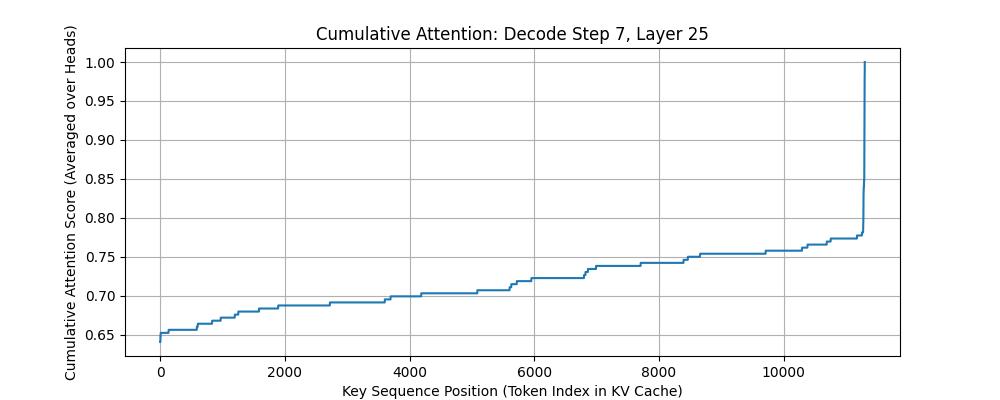 Cumulative Attention: Decode Step 7, Layer 25
Cumulative Attention Score (Averaged over Heads)
1.00
0.95
0.90
0.85
0.80
0.75
0.70
0.65
0 2000 4000 6000 8000 10000
Key Sequence Position (Token Index in KV Cache)